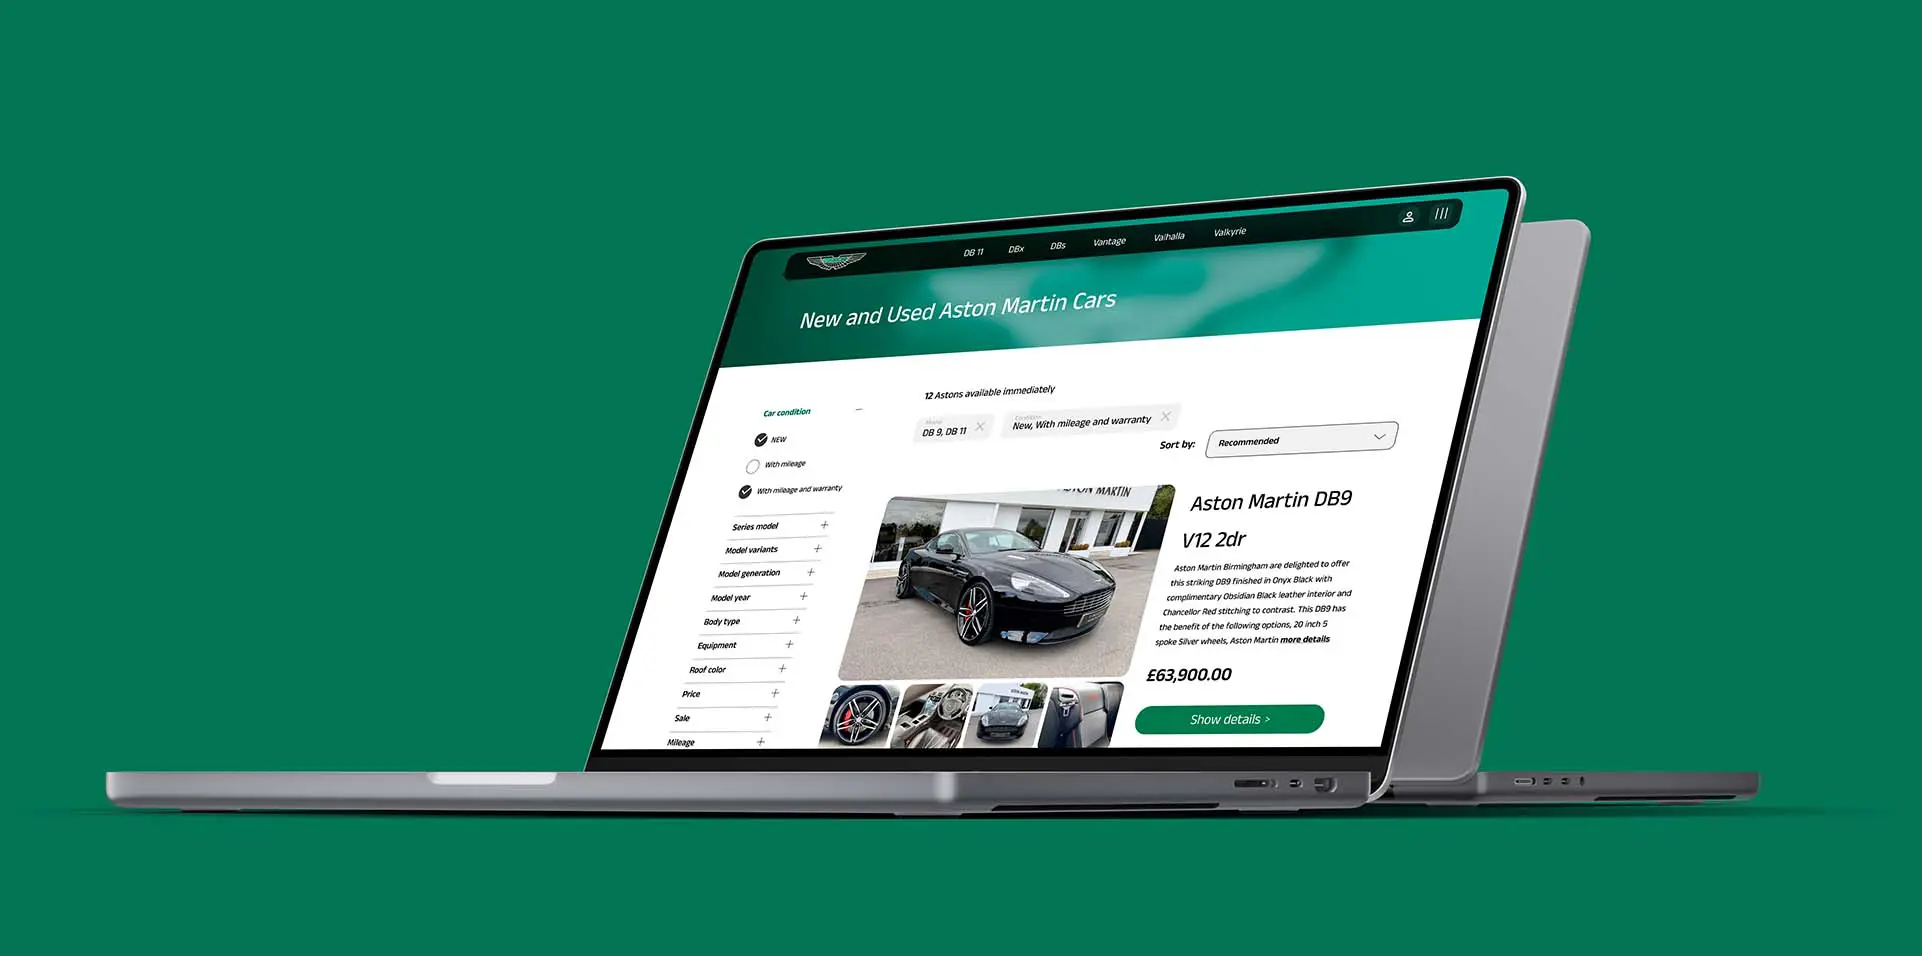 DB 11
DBx
DBs
Vantage
Valhalla
Valkyrie
New and Used Aston Martin Cars
Car condition
NEW
With mileage
With mileage and warranty
Series model
Model variants
Model generation
Model year
Body type
Equipment
Roof color
Price
Sale
Mileage
12 Astons available immediately
Model
DB 9, DB 11
Condition
New, With mileage and warranty
Sort by:
Recommended
ASTON MARTIN
Aston Martin DB9
V12 2dr
Aston Martin Birmingham are delighted to offer
this striking DB9 finished in Onyx Black with
complimentary Obsidian Black leather interior and
Chancellor Red stitching to contrast. This DB9 has
the benefit of the following options, 20 inch 5
spoke Silver wheels, Aston Martin more details
£63,900.00
Show details >